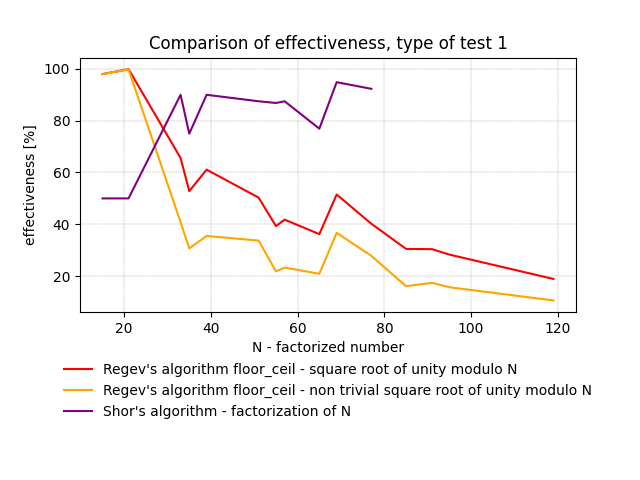 Comparison of effectiveness, type of test 1
effectiveness [%]
100
80
60
40
20
20 40 60 80 100 120
N - factorized number
Regev's algorithm floor_ceil - square root of unity modulo N
Regev's algorithm floor_ceil - non trivial square root of unity modulo N
Shor's algorithm - factorization of N